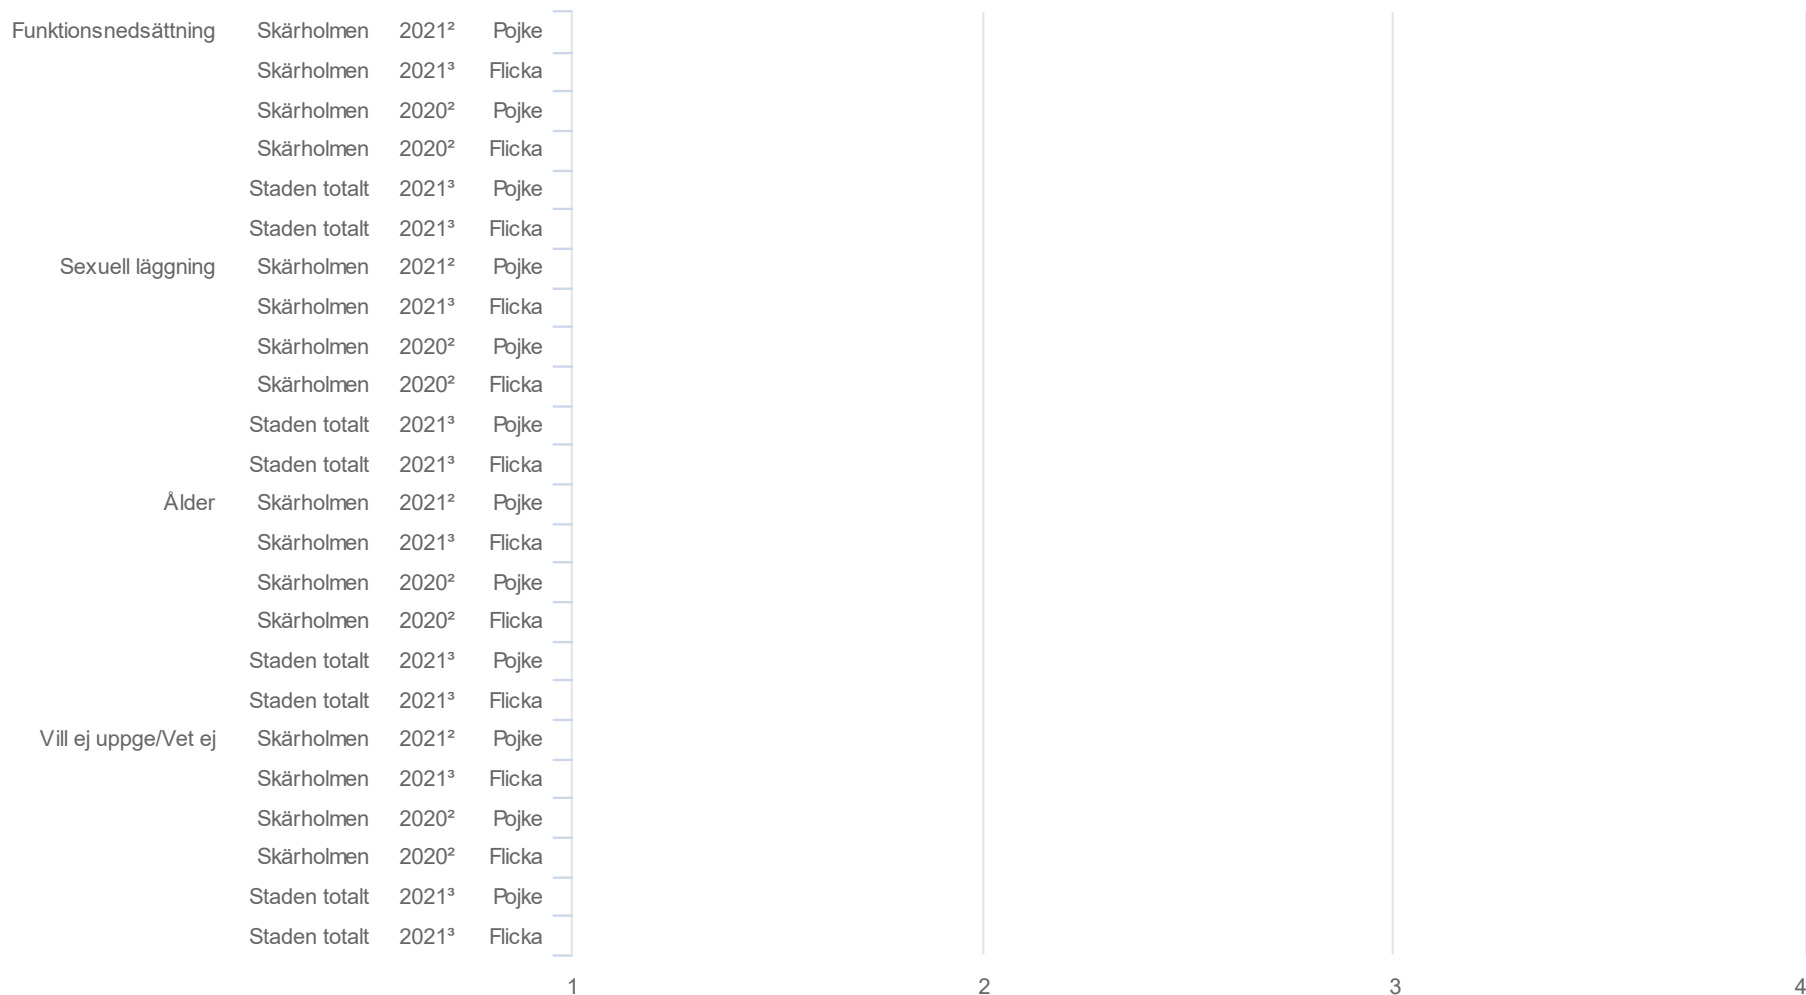 Funktionsnedsättning Skärholmen 2021² Pojke
Skärholmen 2021³ Flicka
Skärholmen 2020² Pojke
Skärholmen 2020² Flicka
Staden totalt 2021³ Pojke
Staden totalt 2021³ Flicka
Sexuell läggning Skärholmen 2021² Pojke
Skärholmen 2021³ Flicka
Skärholmen 2020² Pojke
Skärholmen 2020² Flicka
Staden totalt 2021³ Pojke
Staden totalt 2021³ Flicka
Ålder Skärholmen 2021² Pojke
Skärholmen 2021³ Flicka
Skärholmen 2020² Pojke
Skärholmen 2020² Flicka
Staden totalt 2021³ Pojke
Staden totalt 2021³ Flicka
Vill ej uppge/Vet ej Skärholmen 2021² Pojke
Skärholmen 2021³ Flicka
Skärholmen 2020² Pojke
Skärholmen 2020² Flicka
Staden totalt 2021³ Pojke
Staden totalt 2021³ Flicka
1 2 3 4